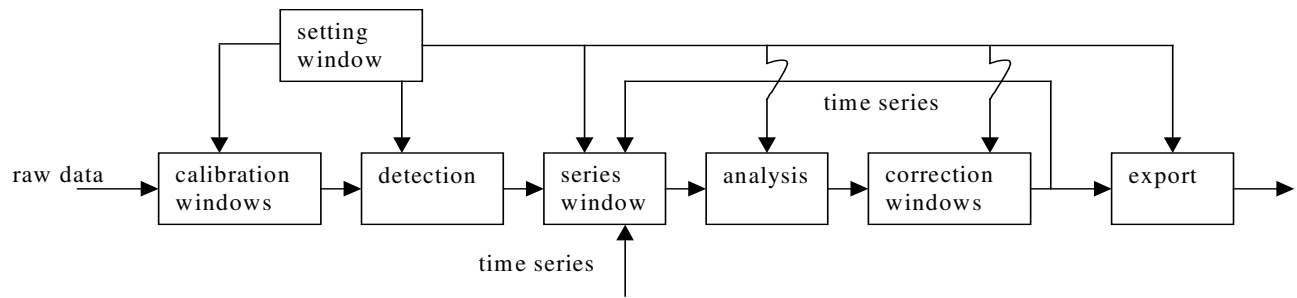 setting
window
time series
raw data
calibration
windows
detection
series
window
analysis
correction
windows
export
time series